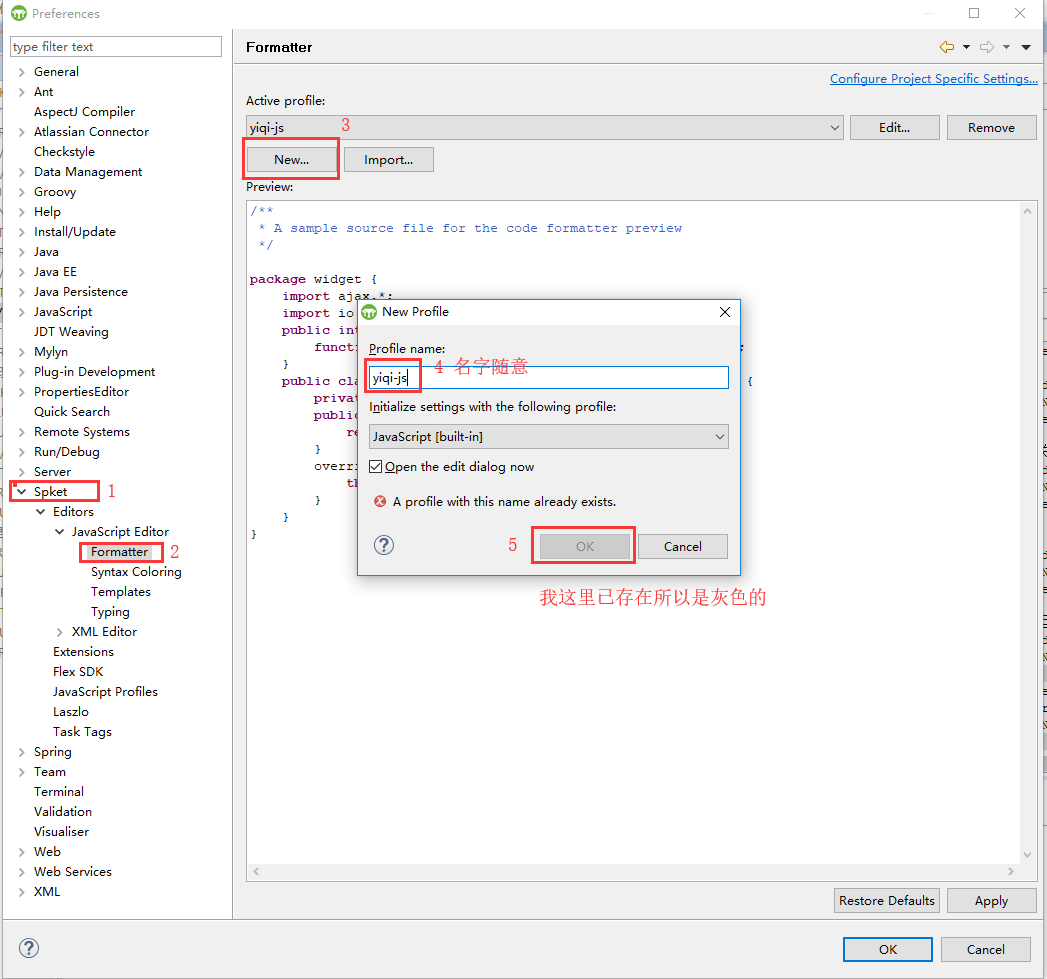 Preferences
type filter text
General
Ant
AspectJ Compiler
Atlassian Connector
Checkstyle
Data Management
Groovy
Help
Install/Update
Java
Java EE
Java Persistence
JavaScript
JDT Weaving
Mylyn
Plug-in Development
PropertiesEditor
Quick Search
Remote Systems
Run/Debug
Server
Spket 1
Editors
JavaScript Editor
Formatter 2
Syntax Coloring
Templates
Typing
XML Editor
Extensions
Flex SDK
JavaScript Profiles
Laszlo
Task Tags
Spring
Team
Terminal
Validation
Visualiser
Web
Web Services
XML
Formatter
Configure Project Specific Settings...
Active profile:
yiqi-js 3
Edit... Remove
New... Import...
Preview:
/**
* A sample source file for the code formatter preview
*/
package widget {
import ajax.*;
import io
public int
functi ;
}
public cla {
privat
public
re
}
overri
th
}
}
}
New Profile
Profile name:
4 名字随意
yiqi-js
Initialize settings with the following profile:
JavaScript [built-in]
Open the edit dialog now
A profile with this name already exists.
5 OK Cancel
我这里已存在所以是灰色的
Restore Defaults Apply
OK Cancel